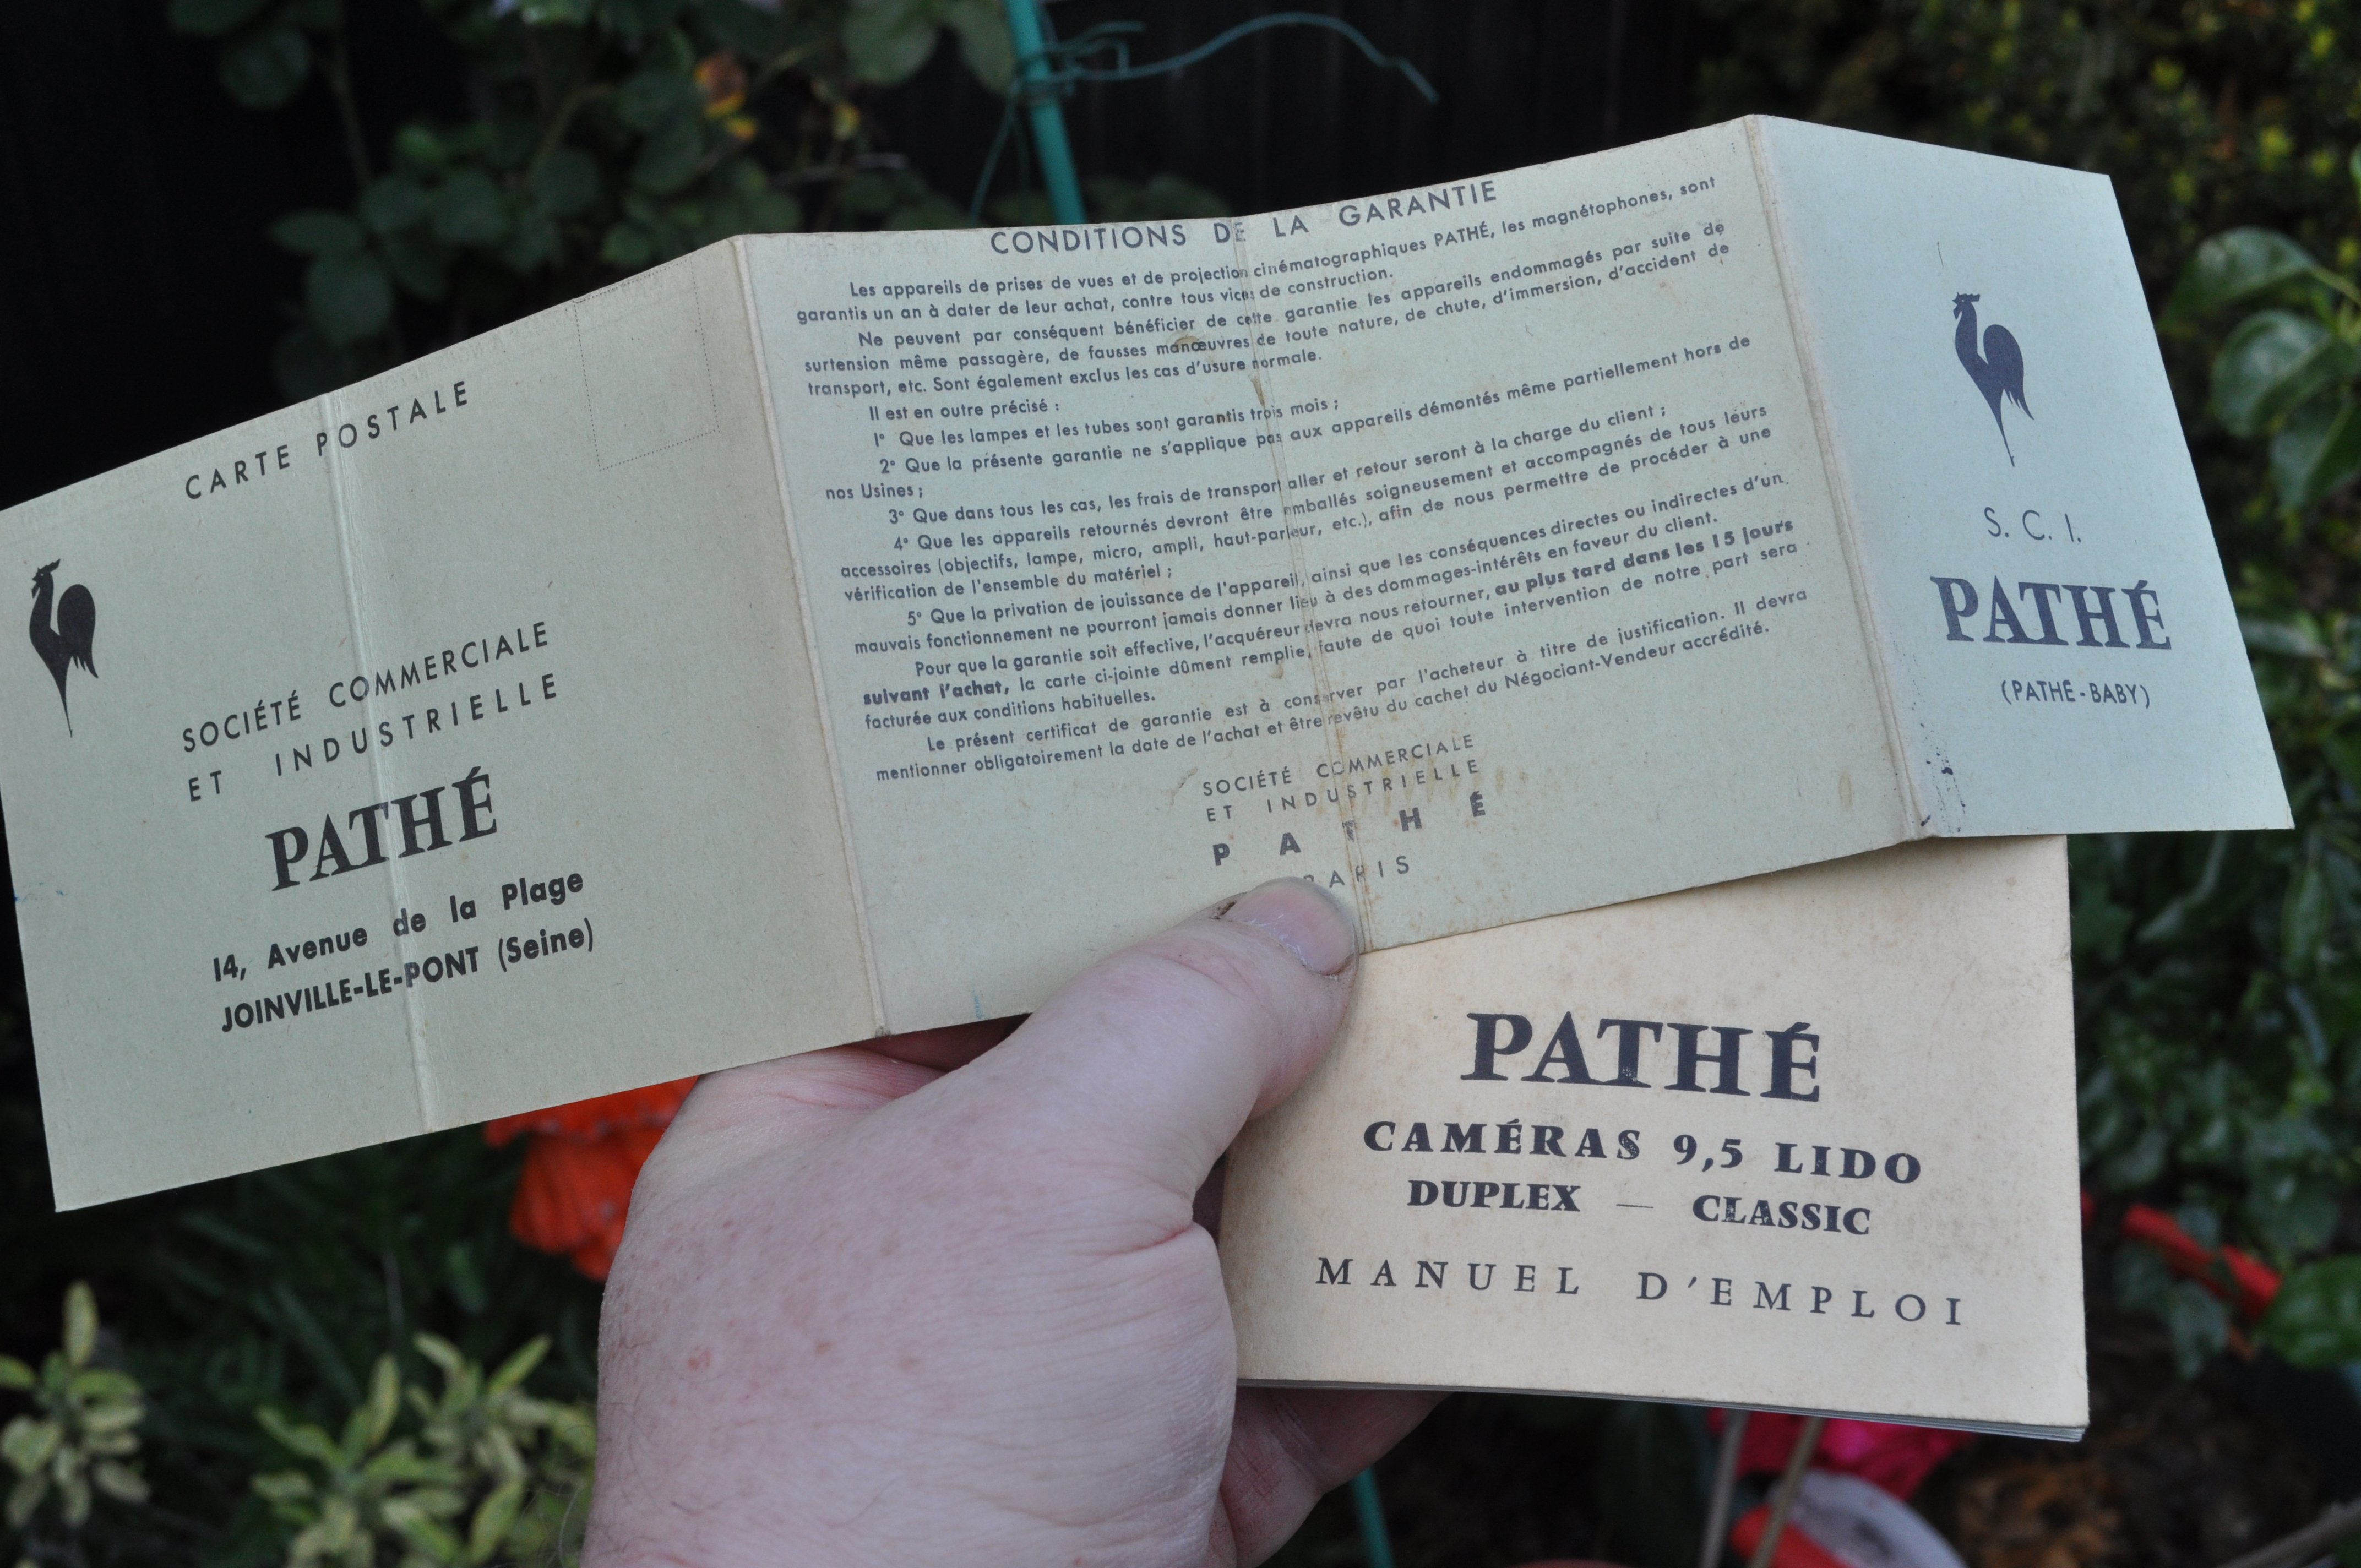 CARTE POSTALE
SOCIÉTÉ COMMERCIALE
ET INDUSTRIELLE
PATHÉ
14, Avenue de la Plage
JOINVILLE-LE-PONT (Seine)
CONDITIONS DE LA GARANTIE
Les appareils de prises de vues et de projection cinématographiques PATHÉ, les magnétophones, sont
garantis un an à dater de leur achat, contre tous vices de construction.
Ne peuvent par conséquent bénéficier de cette garantie les appareils endommagés par suite de
surtension même passagère, de fausses manœuvres de toute nature, de chute, d'immersion, d'accident de
transport, etc. Sont également exclus les cas d'usure normale.
Il est en outre précisé :
1° Que les lampes et les tubes sont garantis trois mois ;
2° Que la présente garantie ne s'applique pas aux appareils démontés même partiellement hors de
nos Usines ;
3° Que dans tous les cas, les frais de transport aller et retour seront à la charge du client ;
4° Que les appareils retournés devront être emballés soigneusement et accompagnés de tous leurs
accessoires (objectifs, lampe, micro, ampli, haut-parleur, etc.), afin de nous permettre de procéder à une
vérification de l'ensemble du matériel ;
5° Que la privation de jouissance de l'appareil, ainsi que les conséquences directes ou indirectes d'un
mauvais fonctionnement ne pourront jamais donner lieu à des dommages-intérêts en faveur du client.
Pour que la garantie soit effective, l'acquéreur devra nous retourner, au plus tard dans les 15 jours
suivant l'achat, la carte ci-jointe dûment remplie, faute de quoi toute intervention de notre part sera
facturée aux conditions habituelles.
Le présent certificat de garantie est à conserver par l'acheteur à titre de justification. Il devra
mentionner obligatoirement la date de l'achat et être revêtu du cachet du Négociant-Vendeur accrédité.
SOCIÉTÉ COMMERCIALE
ET INDUSTRIELLE
PATHÉ
PARIS
S. C. I.
PATHÉ
(PATHÉ-BABY)
PATHÉ
CAMÉRAS 9,5 LIDO
DUPLEX — CLASSIC
MANUEL D'EMPLOI